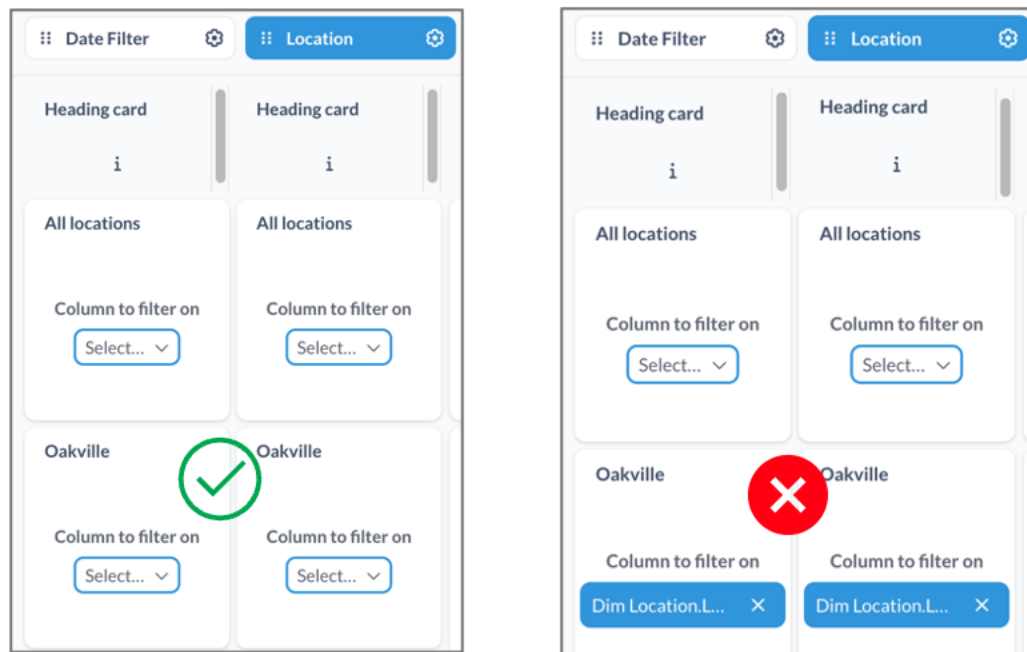 Date Filter
Location
Heading card
Heading card
i
i
All locations
All locations
Column to filter on
Column to filter on
Select...
Select...
Oakville
Oakville
Column to filter on
Column to filter on
Select...
Select...
Date Filter
Location
Heading card
Heading card
i
i
All locations
All locations
Column to filter on
Column to filter on
Select...
Select...
Oakville
Oakville
Column to filter on
Column to filter on
Dim Location.L...
Dim Location.L...